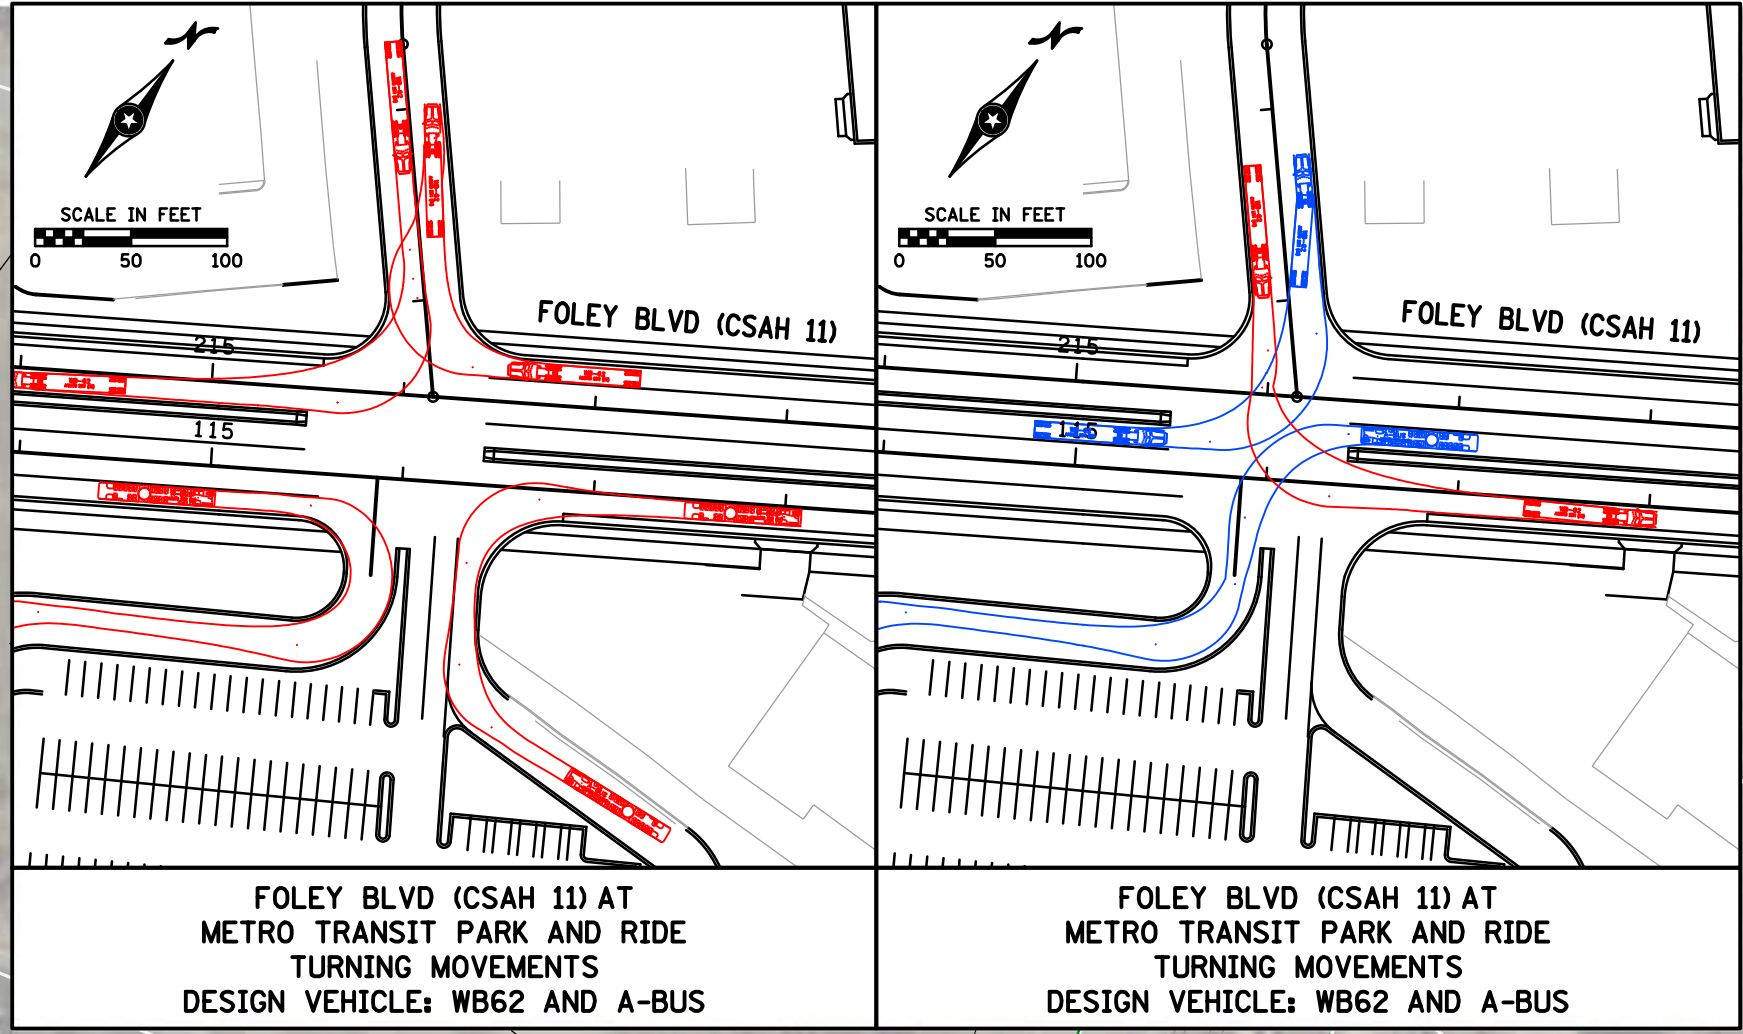 N
SCALE IN FEET
0 50 100
FOLEY BLVD (CSAH 11)
215
115
FOLEY BLVD (CSAH 11) AT
METRO TRANSIT PARK AND RIDE
TURNING MOVEMENTS
DESIGN VEHICLE: WB62 AND A-BUS
N
SCALE IN FEET
0 50 100
FOLEY BLVD (CSAH 11)
215
115
FOLEY BLVD (CSAH 11) AT
METRO TRANSIT PARK AND RIDE
TURNING MOVEMENTS
DESIGN VEHICLE: WB62 AND A-BUS